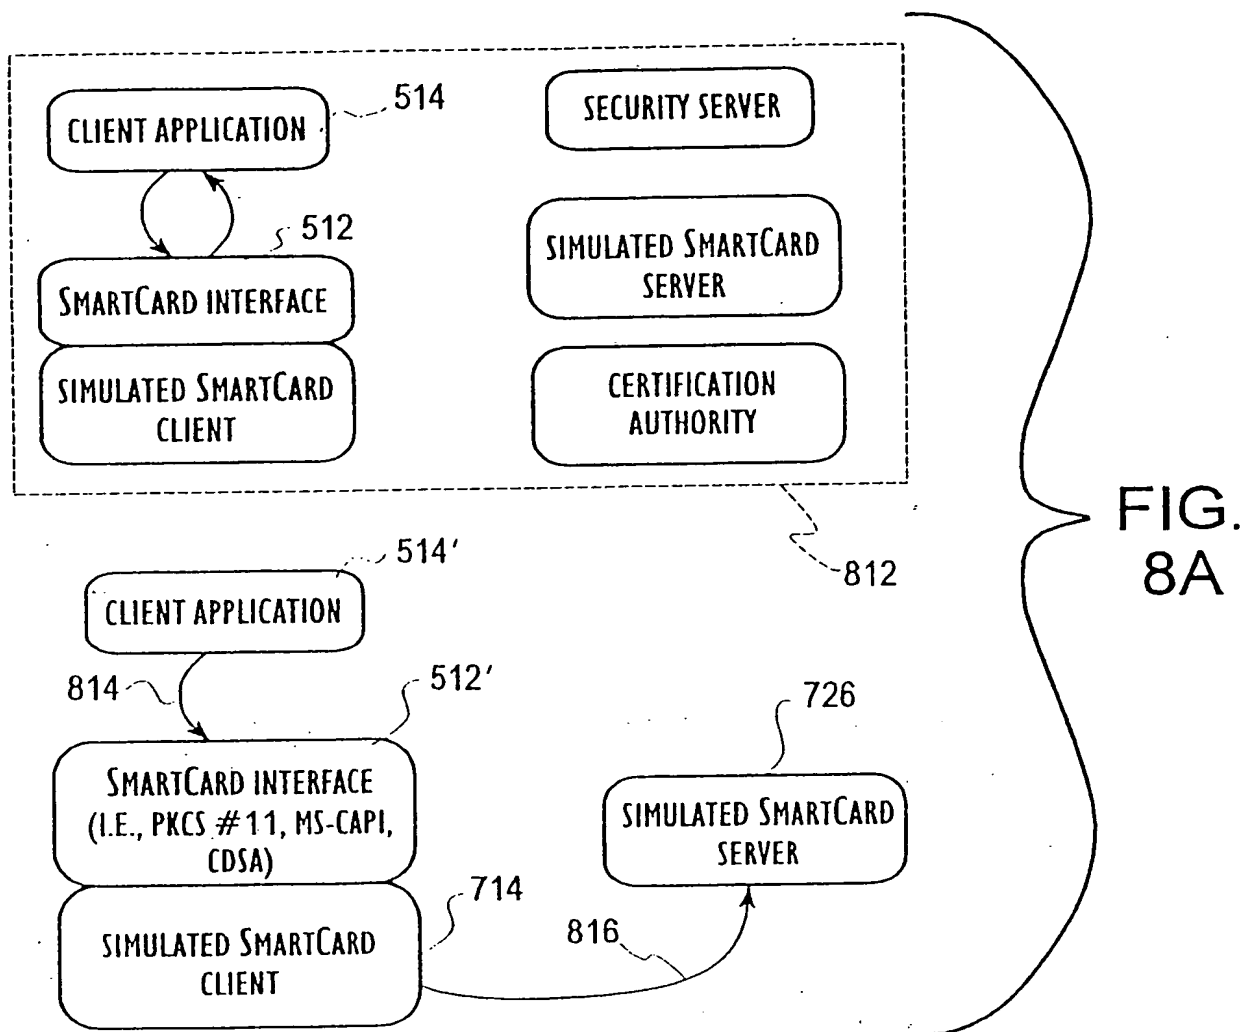 CLIENT APPLICATION
514
SECURITY SERVER
512
SMARTCARD INTERFACE
SIMULATED SMARTCARD
SERVER
SIMULATED SMARTCARD
CLIENT
CERTIFICATION
AUTHORITY
812
FIG.
8A
514'
CLIENT APPLICATION
814
512'
SMARTCARD INTERFACE
(I.E., PKCS #11, MS-CAPI,
CDSA)
726
SIMULATED SMARTCARD
SERVER
714
SIMULATED SMARTCARD
CLIENT
816